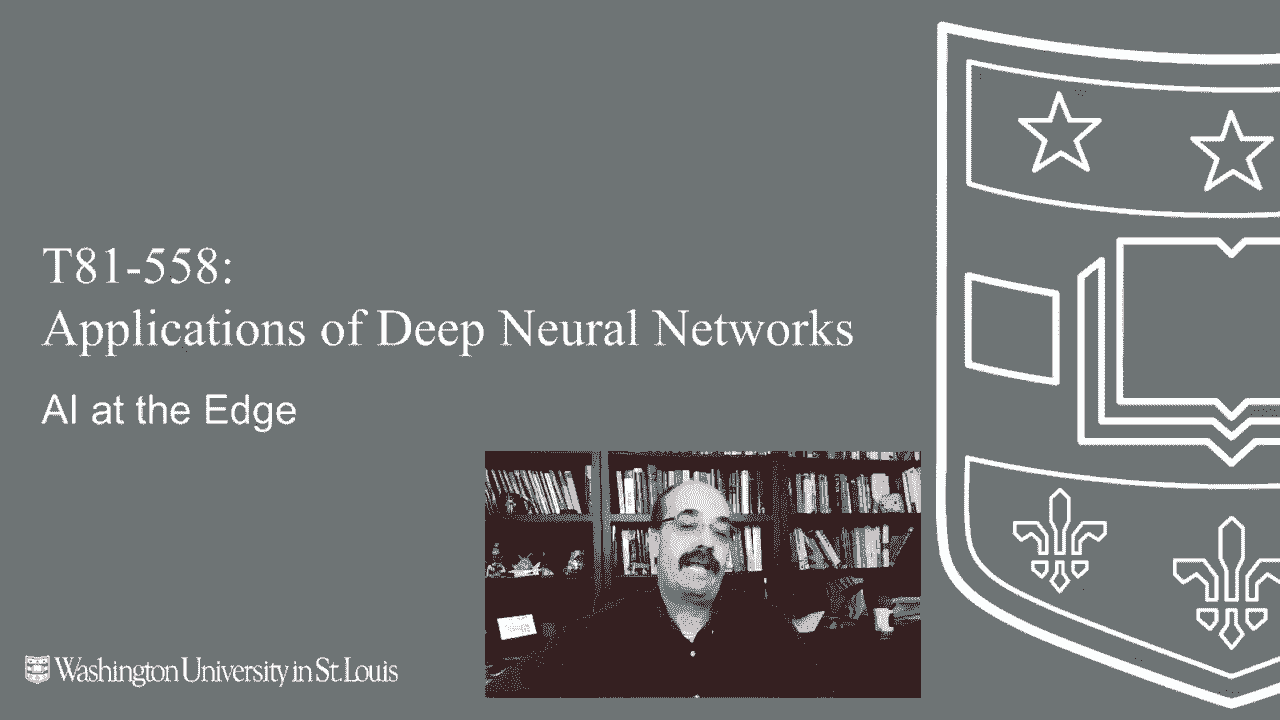 T81-558:
Applications of Deep Neural Networks
AI at the Edge
Washington University in St. Louis